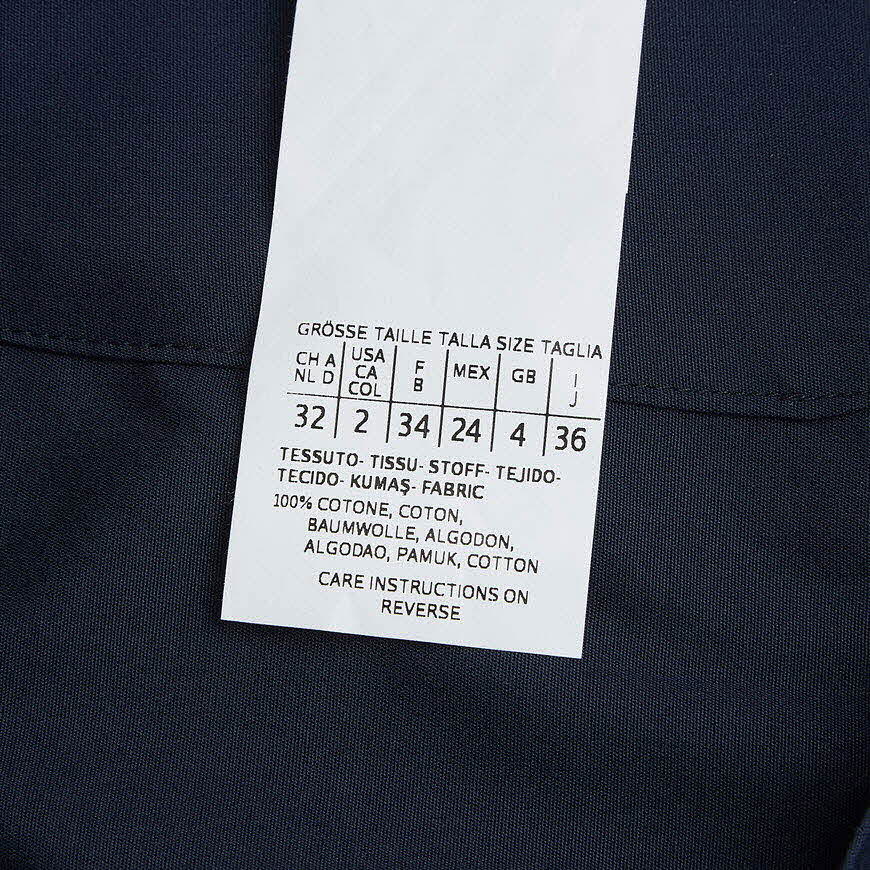 GRÖSSE TAILLE TALLA SIZE TAGLIA
CH A NL D | USA CA COL | F B | MEX | GB | I J
32 | 2 | 34 | 24 | 4 | 36
TESSUTO- TISSU- STOFF- TEJIDO-
TECIDO- KUMAŞ- FABRIC
100% COTONE, COTON,
BAUMWOLLE, ALGODON,
ALGODAO, PAMUK, COTTON
CARE INSTRUCTIONS ON
REVERSE